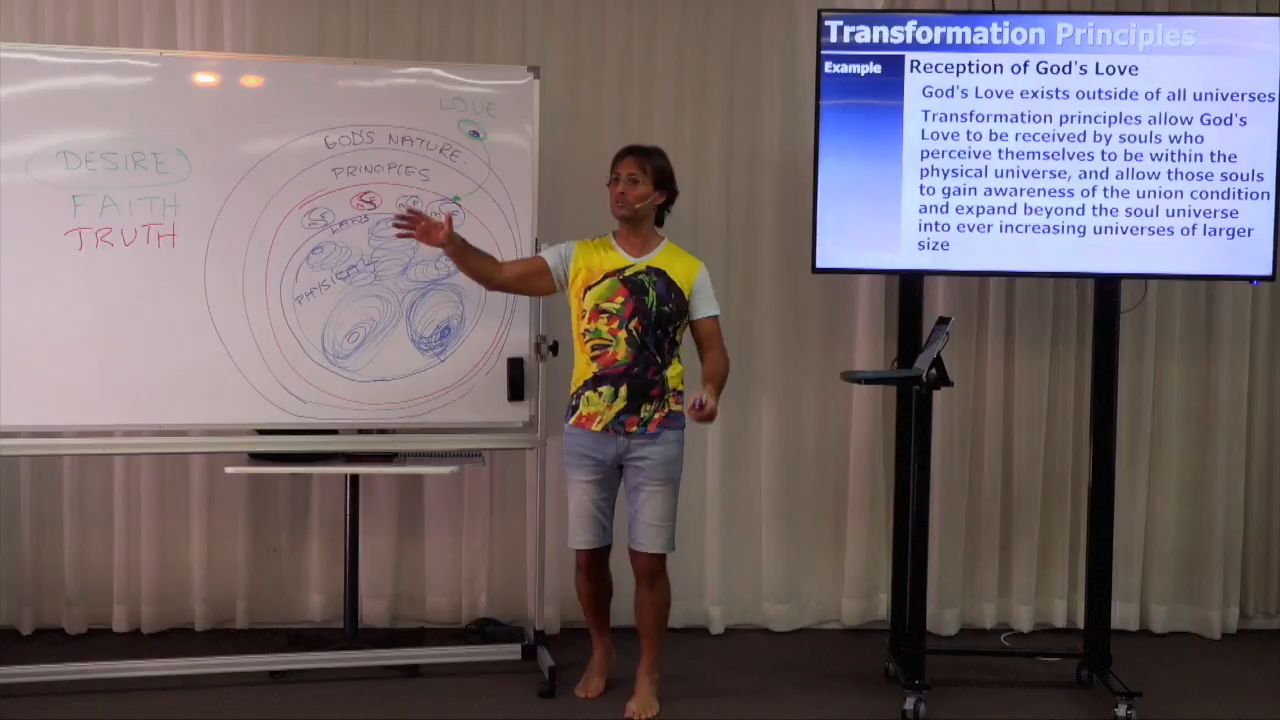 LOVE
GOD'S NATURE
PRINCIPLES
LAWS
PHYSICAL
DESIRE
FAITH
TRUTH
Transformation Principles
Example
Reception of God's Love
God's Love exists outside of all universes
Transformation principles allow God's
Love to be received by souls who
perceive themselves to be within the
physical universe, and allow those souls
to gain awareness of the union condition
and expand beyond the soul universe
into ever increasing universes of larger
size